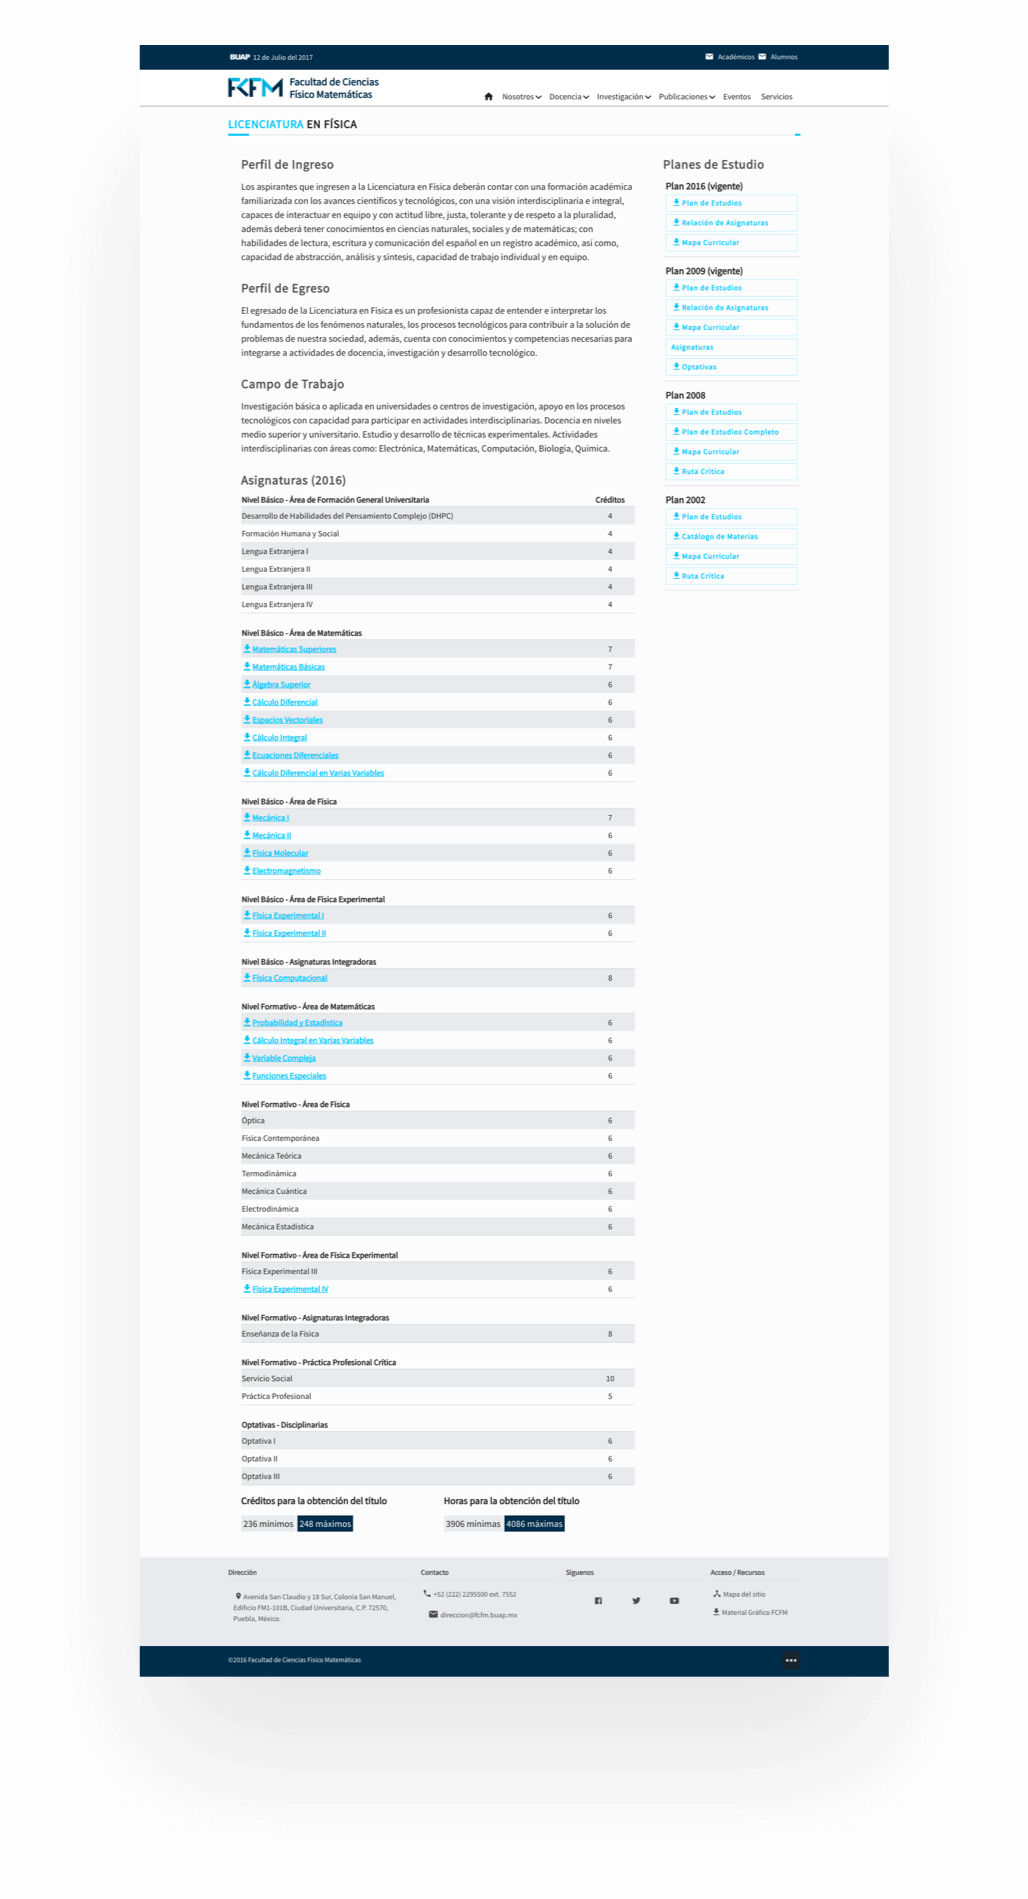 BUAP 12 de Julio del 2017
Académicos Alumnos
FCFM Facultad de Ciencias
Físico Matemáticas
Nosotros Docencia Investigación Publicaciones Eventos Servicios
LICENCIATURA EN FÍSICA
Perfil de Ingreso
Los aspirantes que ingresen a la Licenciatura en Física deberán contar con una formación académica
familiarizada con los avances científicos y tecnológicos, con una visión interdisciplinaria e integral,
capaces de interactuar en equipo y con actitud libre, justa, tolerante y de respeto a la pluralidad,
además deberá tener conocimientos en ciencias naturales, sociales y de matemáticas; con
habilidades de lectura, escritura y comunicación del español en un registro académico, así como,
capacidad de abstracción, análisis y síntesis, capacidad de trabajo individual y en equipo.
Perfil de Egreso
El egresado de la Licenciatura en Física es un profesionista capaz de entender e interpretar los
fundamentos de los fenómenos naturales, los procesos tecnológicos para contribuir a la solución de
problemas de nuestra sociedad, además, cuenta con conocimientos y competencias necesarias para
integrarse a actividades de docencia, investigación y desarrollo tecnológico.
Campo de Trabajo
Investigación básica o aplicada en universidades o centros de investigación, apoyo en los procesos
tecnológicos con capacidad para participar en actividades interdisciplinarias. Docencia en niveles
medio superior y universitario. Estudio y desarrollo de técnicas experimentales. Actividades
interdisciplinarias con áreas como: Electrónica, Matemáticas, Computación, Biología, Química.
Asignaturas (2016)
Nivel Básico - Área de Formación General Universitaria Créditos
Desarrollo de Habilidades del Pensamiento Complejo (DHPC) 4
Formación Humana y Social 4
Lengua Extranjera I 4
Lengua Extranjera II 4
Lengua Extranjera III 4
Lengua Extranjera IV 4
Nivel Básico - Área de Matemáticas
Matemáticas Superiores 7
Matemáticas Básicas 7
Álgebra Superior 6
Cálculo Diferencial 6
Espacios Vectoriales 6
Cálculo Integral 6
Ecuaciones Diferenciales 6
Cálculo Diferencial en Varias Variables 6
Nivel Básico - Área de Física
Mecánica I 7
Mecánica II 6
Física Molecular 6
Electromagnetismo 6
Nivel Básico - Área de Física Experimental
Física Experimental I 6
Física Experimental II 6
Nivel Básico - Asignaturas Integradoras
Física Computacional 8
Nivel Formativo - Área de Matemáticas
Probabilidad y Estadística 6
Cálculo Integral en Varias Variables 6
Variable Compleja 6
Funciones Especiales 6
Nivel Formativo - Área de Física
Óptica 6
Física Contemporánea 6
Mecánica Teórica 6
Termodinámica 6
Mecánica Cuántica 6
Electrodinámica 6
Mecánica Estadística 6
Nivel Formativo - Área de Física Experimental
Física Experimental III 6
Física Experimental IV 6
Nivel Formativo - Asignaturas Integradoras
Enseñanza de la Física 8
Nivel Formativo - Práctica Profesional Crítica
Servicio Social 10
Práctica Profesional 5
Optativas - Disciplinarias
Optativa I 6
Optativa II 6
Optativa III 6
Créditos para la obtención del título
236 mínimos 248 máximos
Horas para la obtención del título
3906 mínimas 4086 máximas
Planes de Estudio
Plan 2016 (vigente)
Plan de Estudios
Relación de Asignaturas
Mapa Curricular
Plan 2009 (vigente)
Plan de Estudios
Relación de Asignaturas
Mapa Curricular
Asignaturas
Optativas
Plan 2008
Plan de Estudios
Plan de Estudios Completo
Mapa Curricular
Ruta Crítica
Plan 2002
Plan de Estudios
Catálogo de Materias
Mapa Curricular
Ruta Crítica
Dirección
Avenida San Claudio y 18 Sur, Colonia San Manuel,
Edificio FM1-101B, Ciudad Universitaria, C.P. 72570,
Puebla, México.
Contacto
+52 (222) 2295500 ext. 7552
direccion@fcfm.buap.mx
Síguenos
Acceso / Recursos
Mapa del sitio
Material Gráfico FCFM
©2016 Facultad de Ciencias Físico Matemáticas